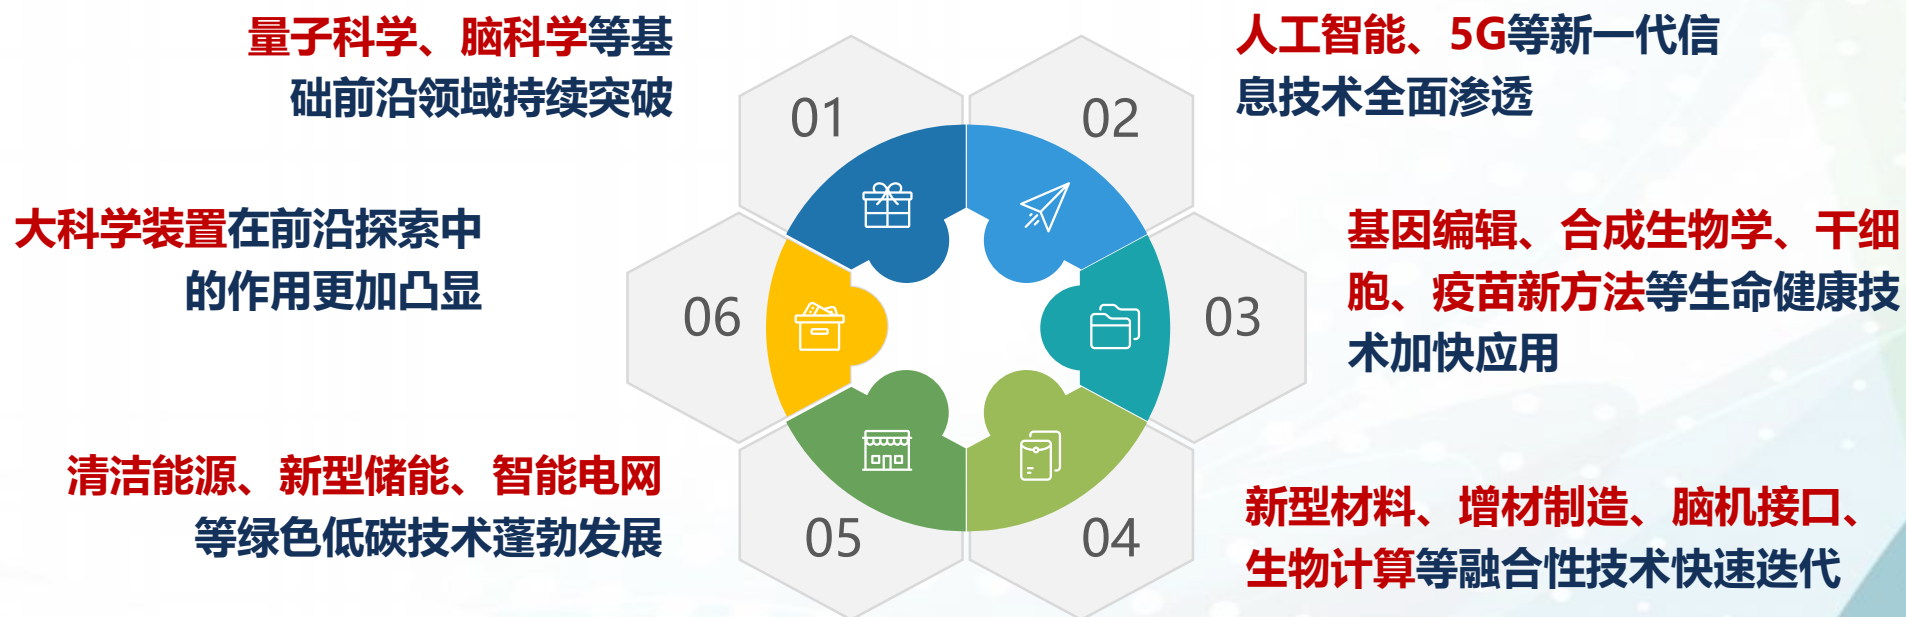 01
量子科学、脑科学等基
础前沿领域持续突破
02
人工智能、5G等新一代信
息技术全面渗透
03
基因编辑、合成生物学、干细
胞、疫苗新方法等生命健康技
术加快应用
04
新型材料、增材制造、脑机接口、
生物计算等融合性技术快速迭代
05
清洁能源、新型储能、智能电网
等绿色低碳技术蓬勃发展
06
大科学装置在前沿探索中
的作用更加凸显